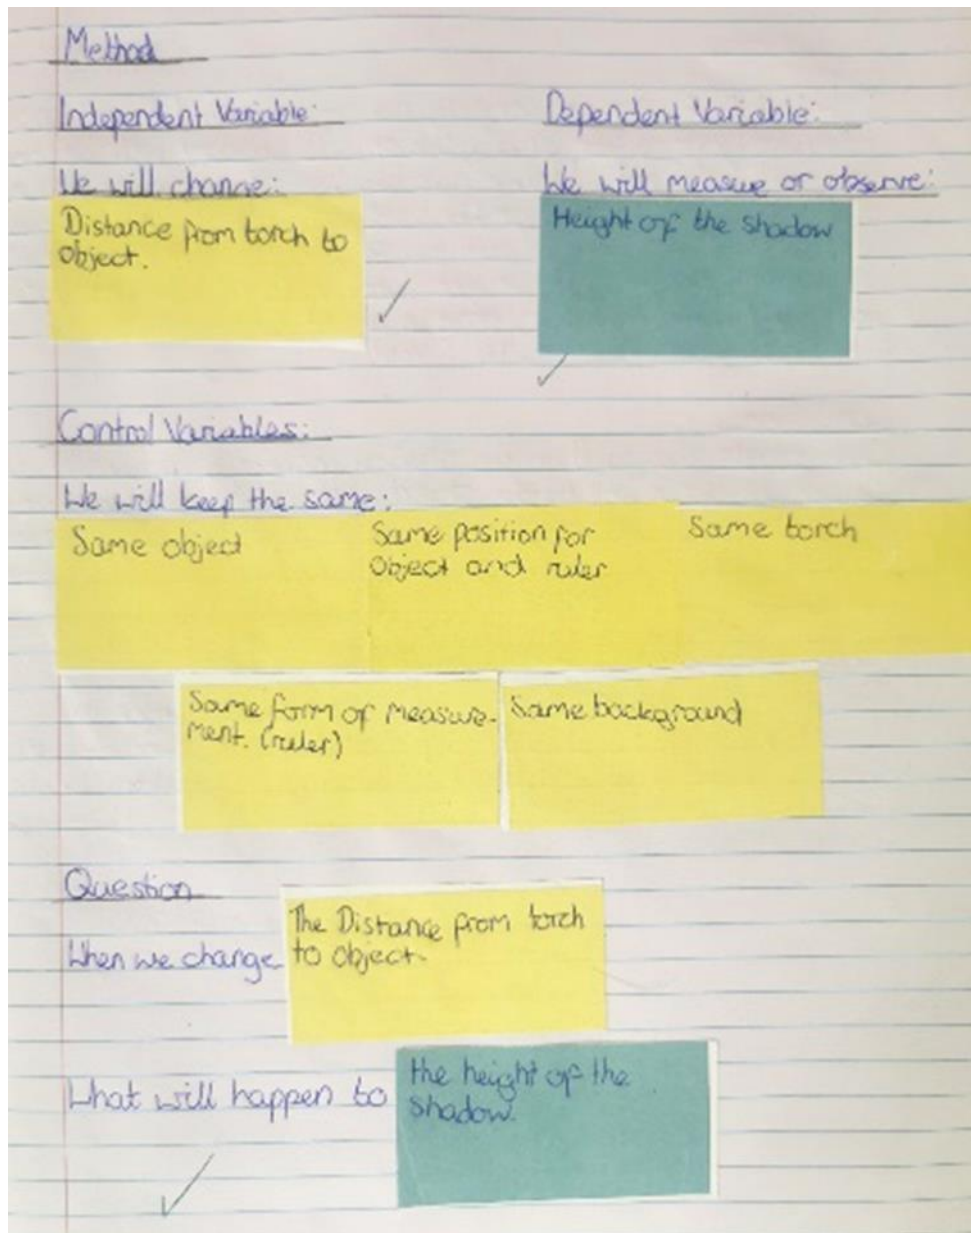 Method
Independent Variable:
Dependent Variable:
We will change:
We will measure or observe:
Distance from torch to
object.
Height of the shadow
Control Variables:
We will keep the same:
Same object
Same position for
object and ruler
Same torch
Same form of measure-
ment. (ruler)
Same background
Question
When we change
The Distance from torch
to object.
What will happen to
the height of the
shadow.